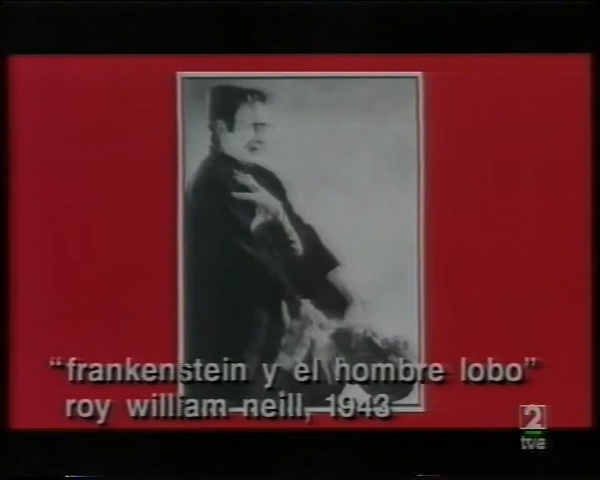 “frankenstein y el hombre lobo”
roy william neill, 1943
2
tve